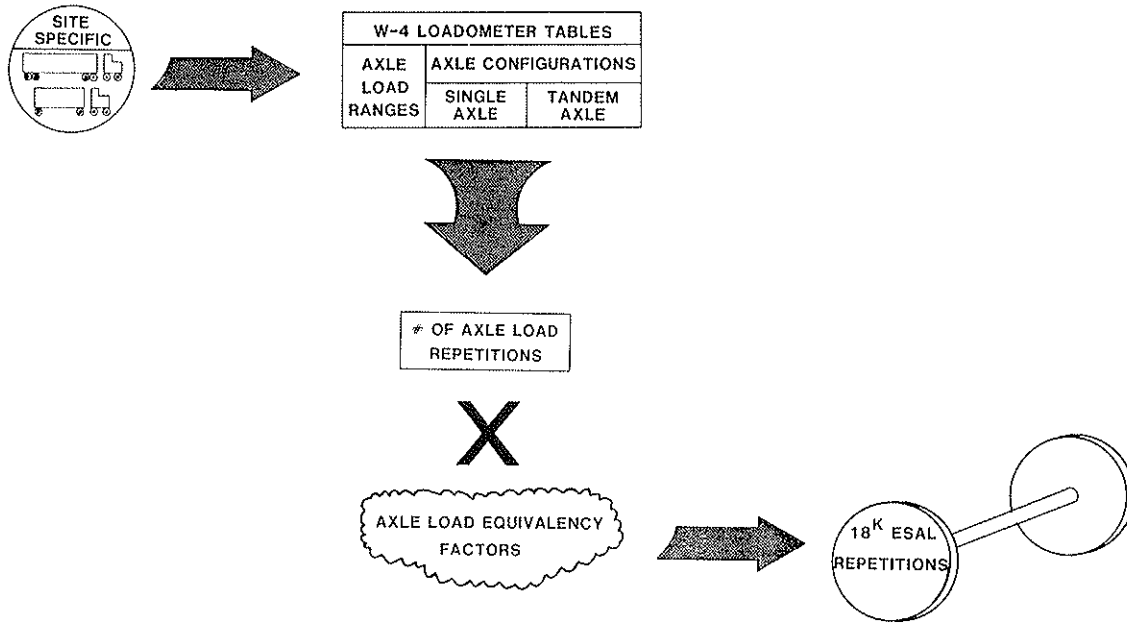 SITE
SPECIFIC
W-4 LOADOMETER TABLES
AXLE
LOAD
RANGES
AXLE CONFIGURATIONS
SINGLE
AXLE
TANDEM
AXLE
# OF AXLE LOAD
REPETITIONS
X
AXLE LOAD EQUIVALENCY
FACTORS
18K ESAL
REPETITIONS